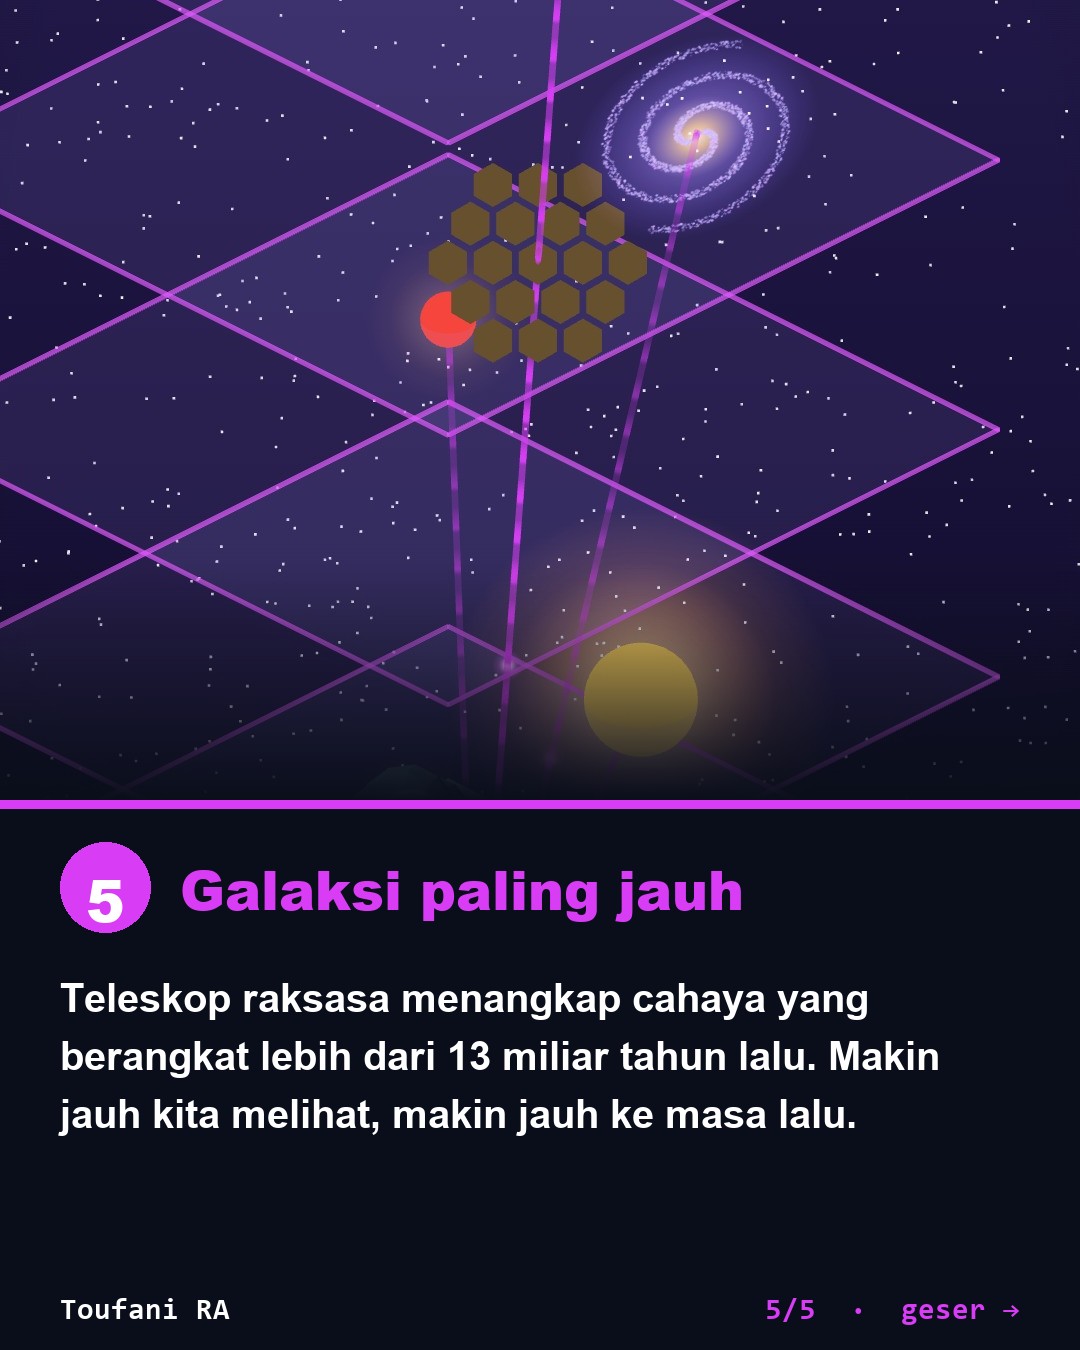 5 Galaksi paling jauh
Teleskop raksasa menangkap cahaya yang
berangkat lebih dari 13 miliar tahun lalu. Makin
jauh kita melihat, makin jauh ke masa lalu.
Toufani RA 5/5 · geser →